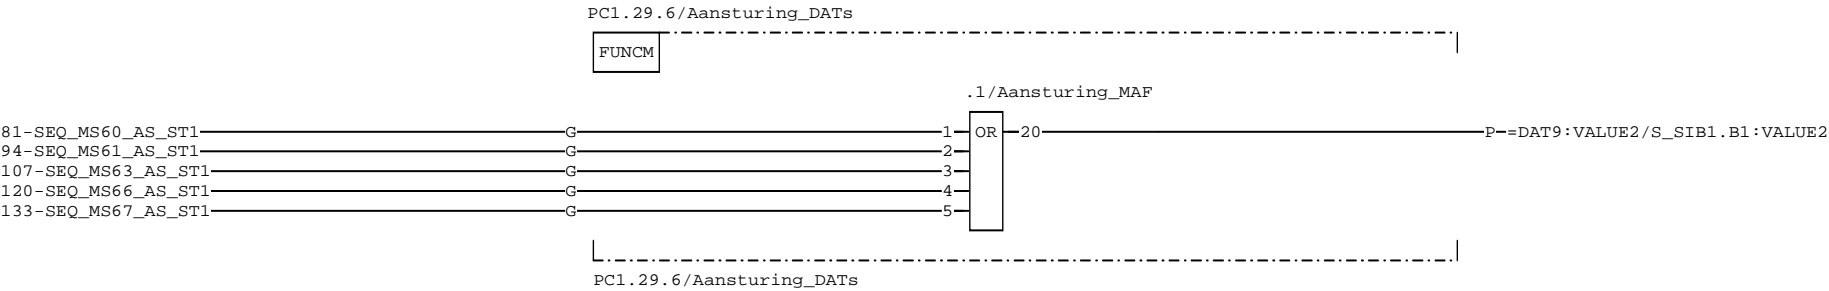 PC1.29.6/Aansturing_DATs
FUNCM
.1/Aansturing_MAF
81-SEQ_MS60_AS_ST1 G 1 OR 20 P =DAT9:VALUE2/S_SIB1.B1:VALUE2
94-SEQ_MS61_AS_ST1 G 2
107-SEQ_MS63_AS_ST1 G 3
120-SEQ_MS66_AS_ST1 G 4
133-SEQ_MS67_AS_ST1 G 5
PC1.29.6/Aansturing_DATs